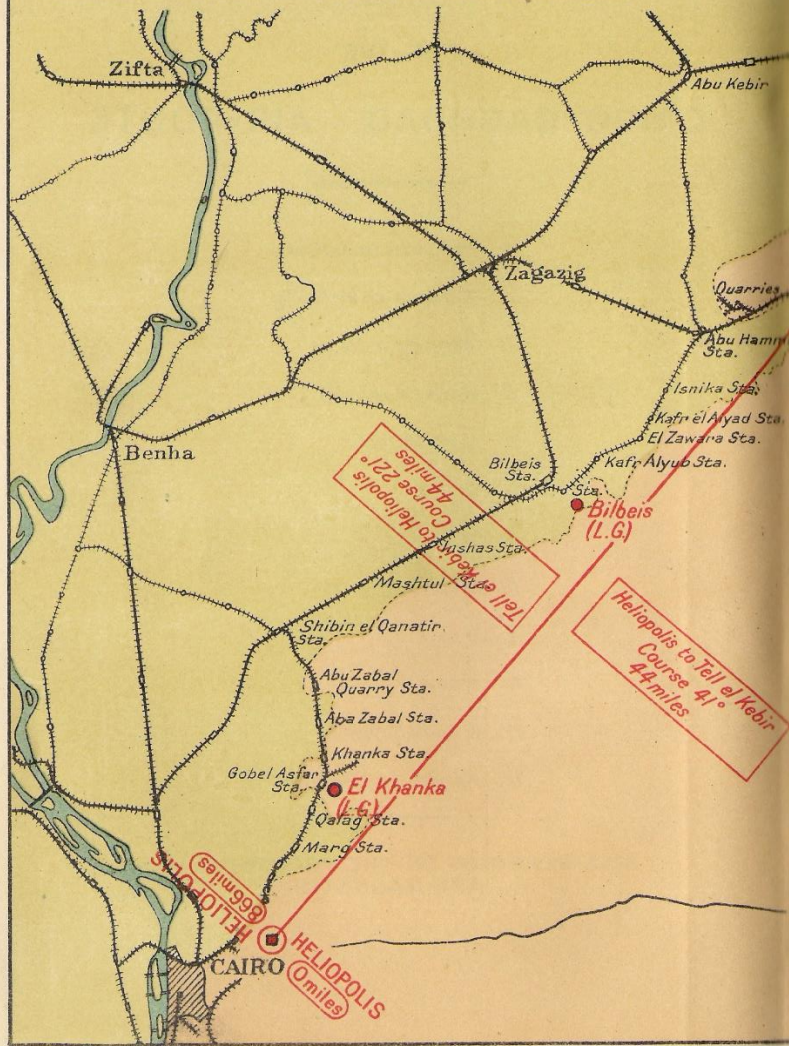 Zifta
Abu Kebir
Zagazig
Quarries
Abu Ham
Sta.
Isnika Sta.
Kafr el Aiyad Sta.
El Zawara Sta.
Kafr Alyub Sta.
Benha
Bilbeis
Sta.
Sta.
Bilbeis
(L.G.)
Tell el Kebir to Heliopolis
Course 221°
44 miles
Inshas Sta.
Mashtul Sta.
Heliopolis to Tell el Kebir
Course 41°
44 miles
Shibin el Qanatir
Sta.
Abu Zabal
Quarry Sta.
Aba Zabal Sta.
Khanka Sta.
Gobel Asfar
Sta.
El Khanka
(L.G)
Qalag Sta.
Marg Sta.
HELIOPOLIS
866 miles
CAIRO
HELIOPOLIS
0 miles